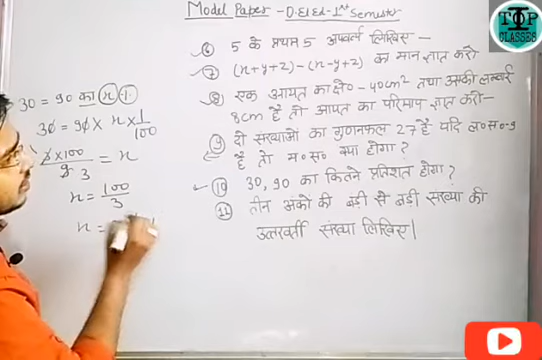 Model Paper - D.El.Ed - 1st Semester
TIPTOP CLASSES
6 5 के प्रथम 5 अपवर्त्य लिखिए -
7 (x+y+z) - (x-y+z) का मान ज्ञात करो
8 एक आयत का क्षे० - 40cm² तथा उसकी लम्बाई
8cm है तो आयत का परिमाप ज्ञात करो -
9 दो संख्याओं का गुणनफल 27 है यदि ल०स०-9
है तो म०स० क्या होगा?
10 30, 90 का कितने प्रतिशत होगा?
11 तीन अंकों की बड़ी से बड़ी संख्या की
उत्तरवर्ती संख्या लिखिए|
30 = 90 का x %
30 = 90 × x × 1/100
3 × 100 / 9 3 = x
x = 100/3
x =